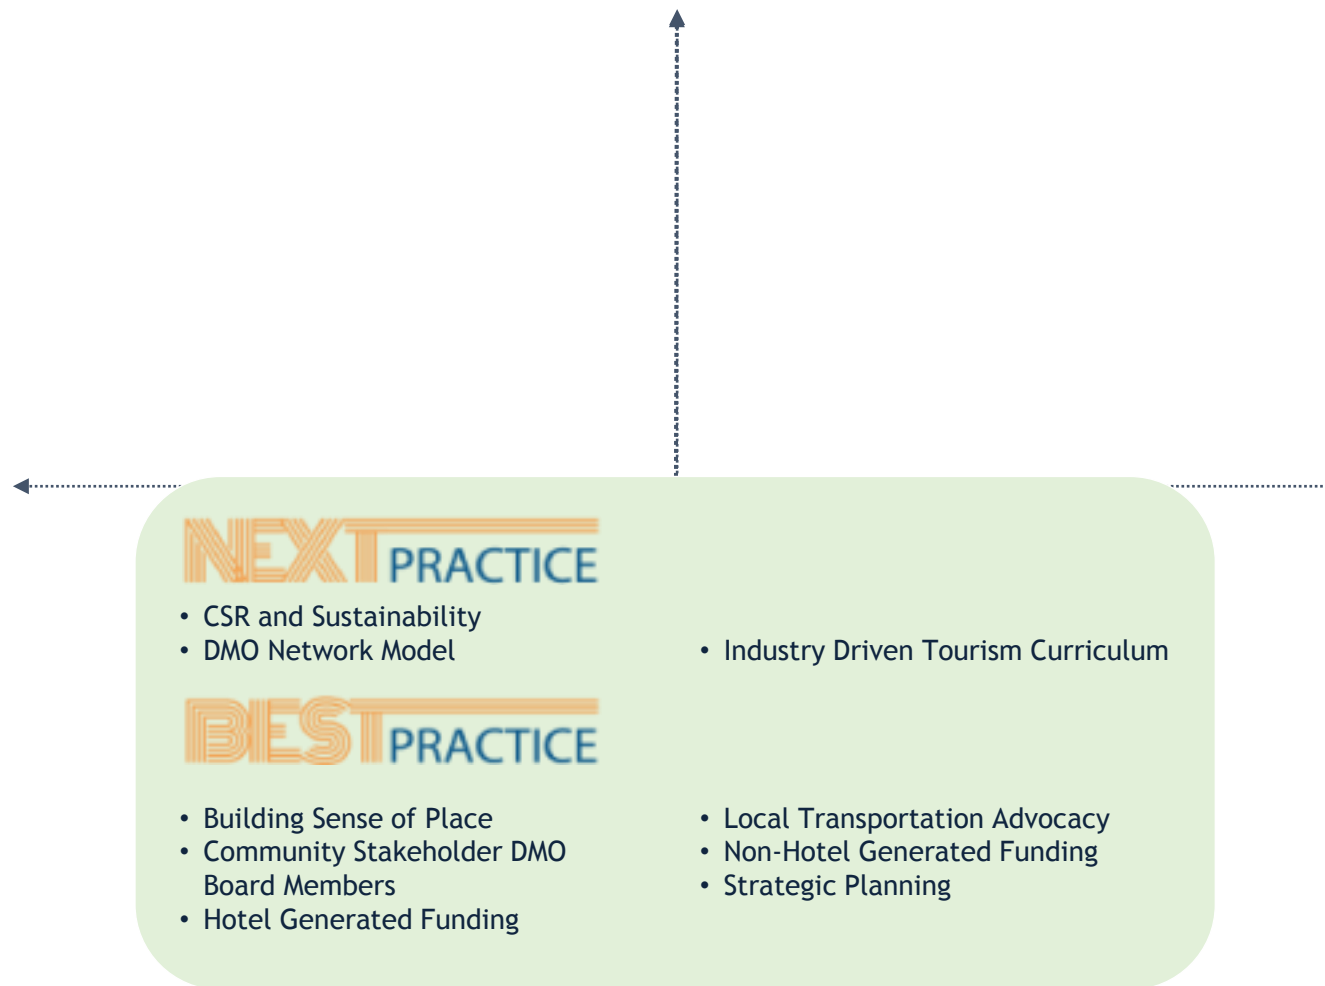 NEXT PRACTICE
• CSR and Sustainability
• DMO Network Model
• Industry Driven Tourism Curriculum
BEST PRACTICE
• Building Sense of Place
• Community Stakeholder DMO
Board Members
• Hotel Generated Funding
• Local Transportation Advocacy
• Non-Hotel Generated Funding
• Strategic Planning